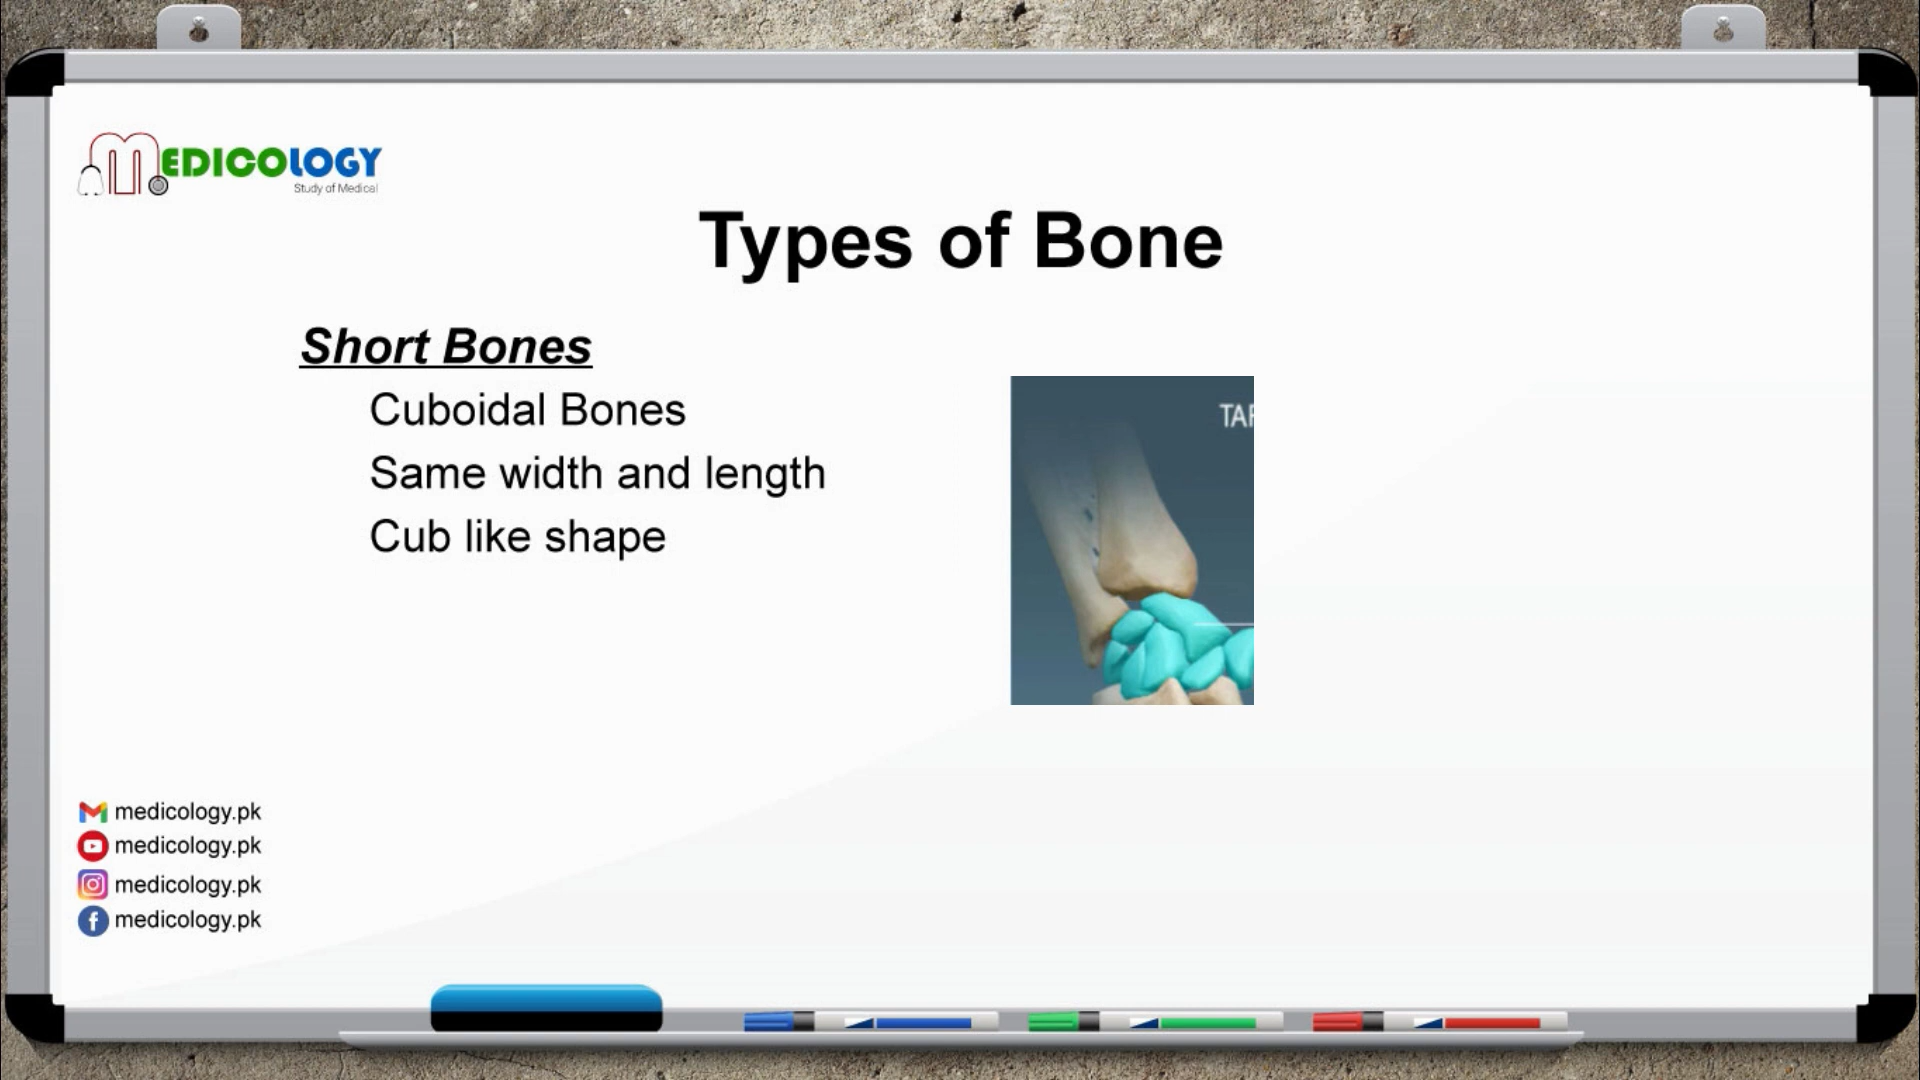 MEDICOLOGY
Study of Medical
Types of Bone
Short Bones
Cuboidal Bones
Same width and length
Cub like shape
TAR
medicology.pk
medicology.pk
medicology.pk
medicology.pk